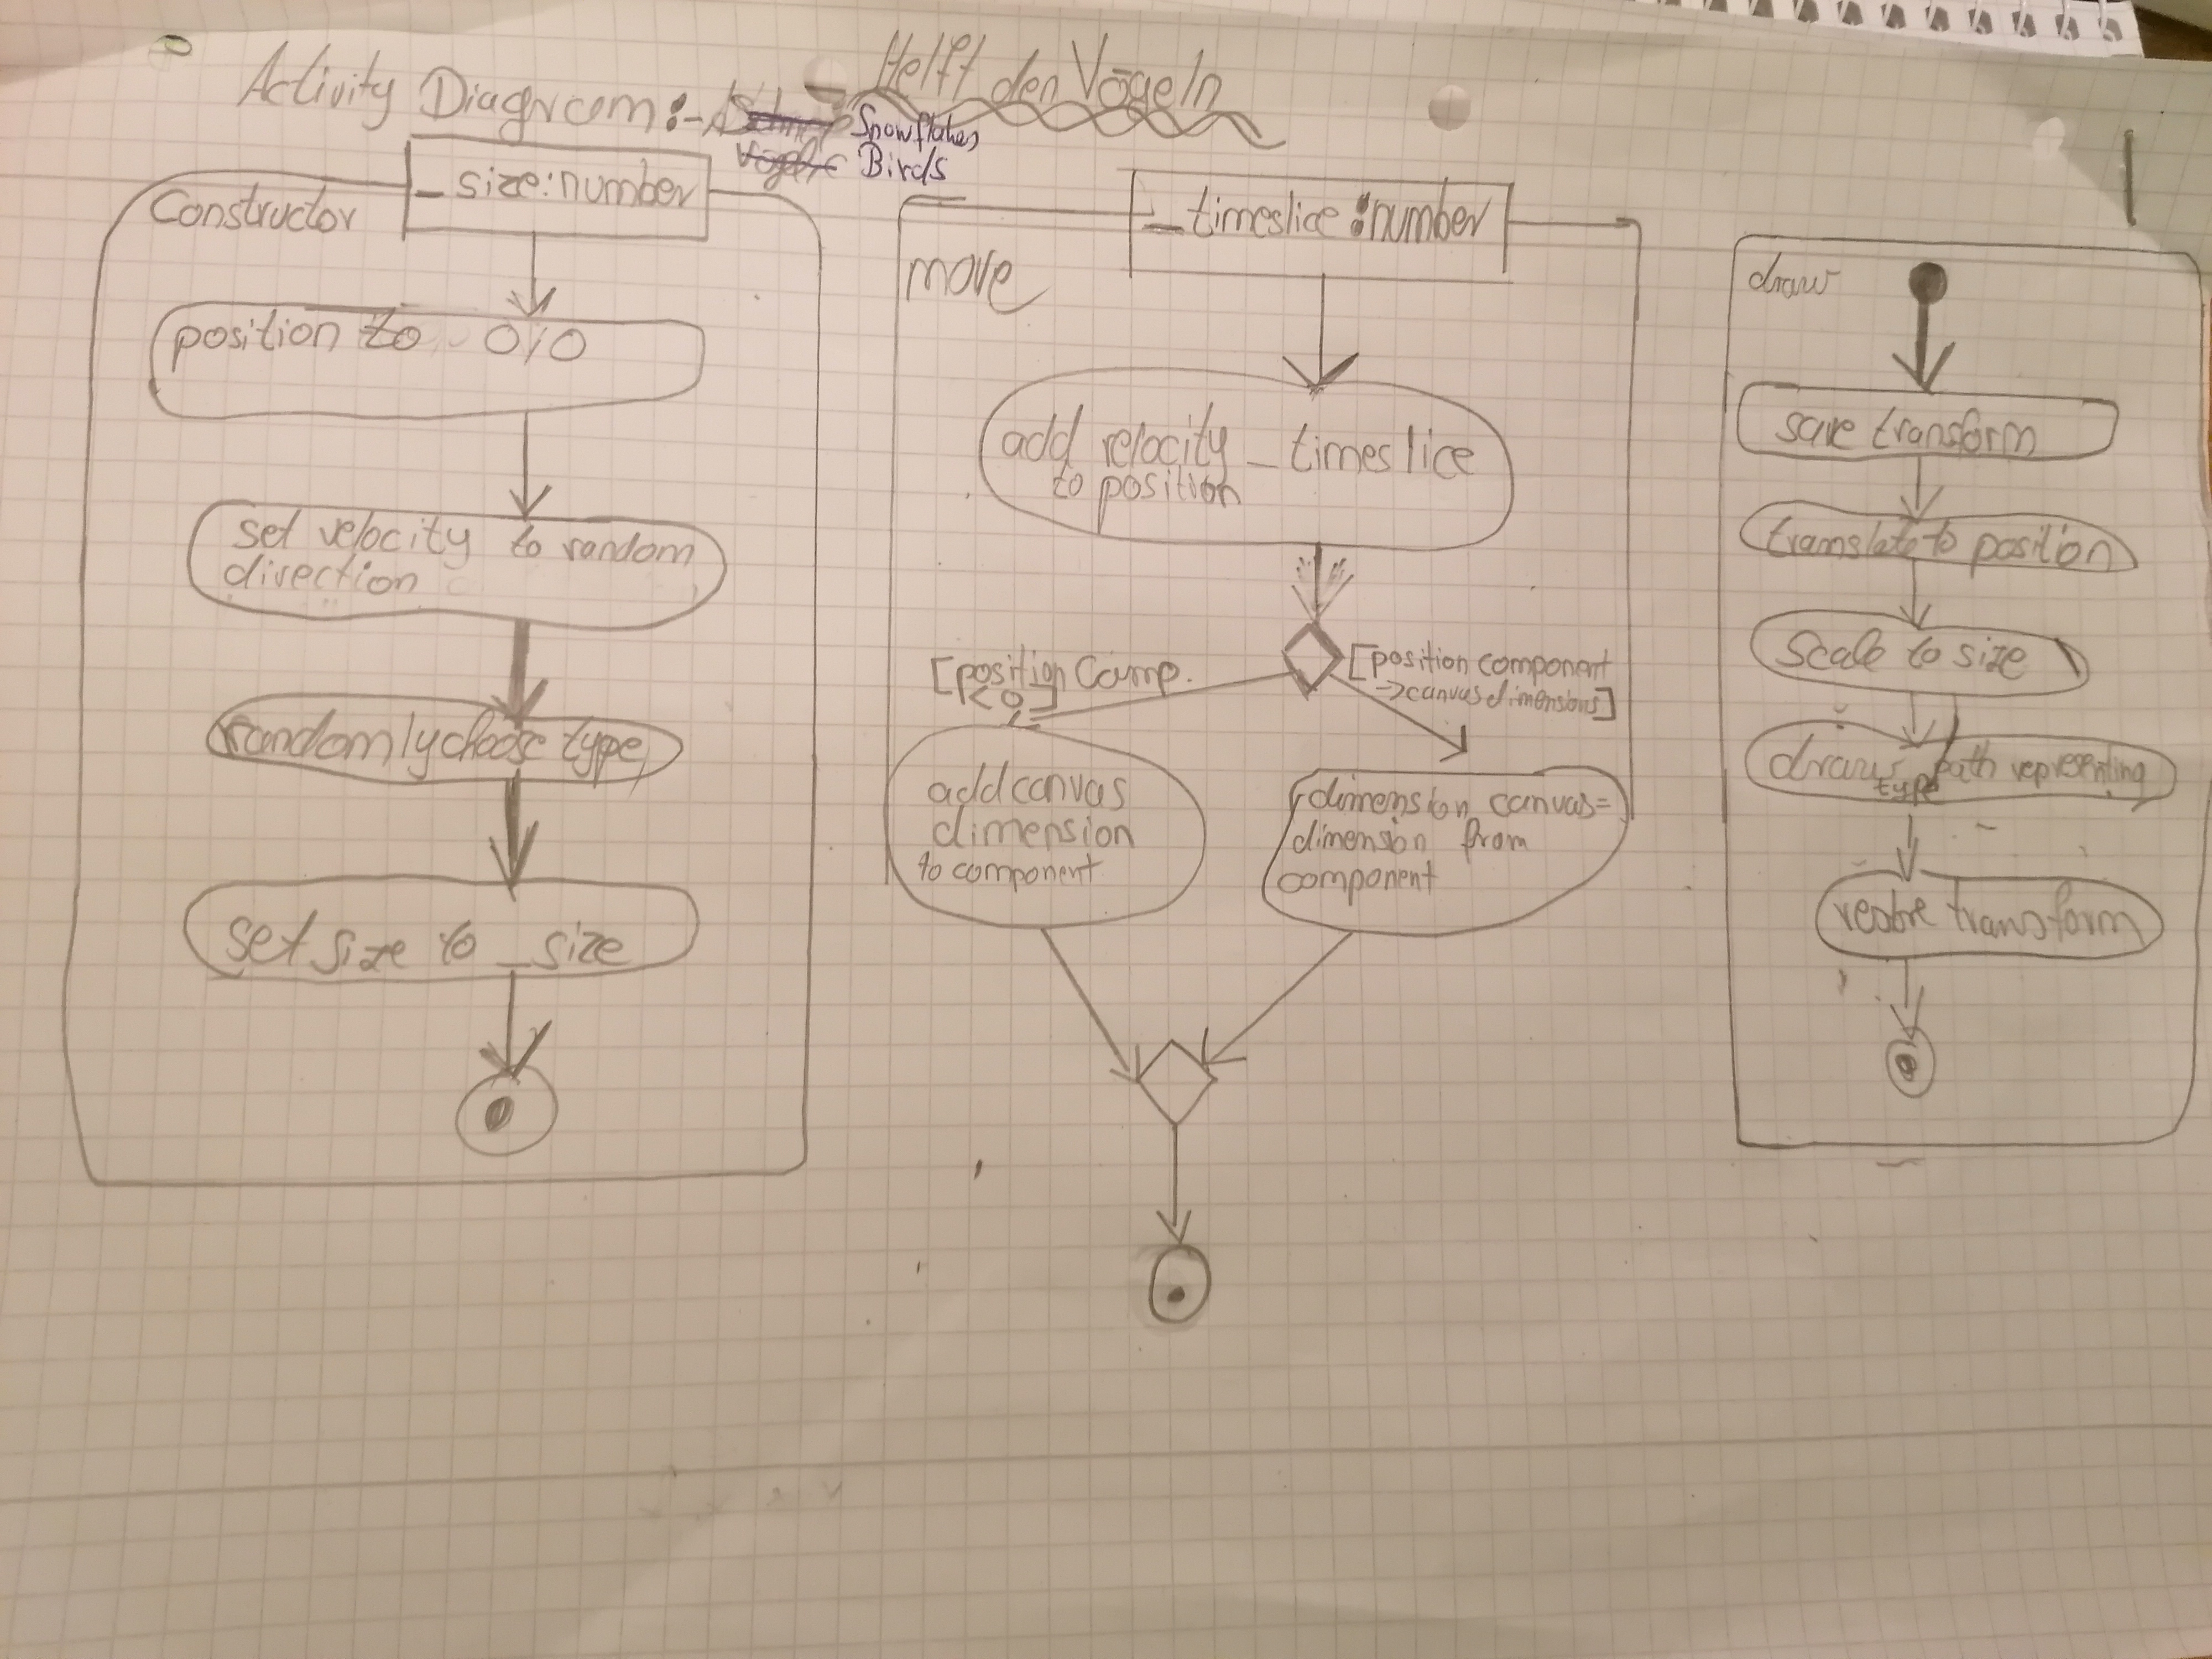 Helft den Vögeln
Activity Diagram:-
Snowflakes
Birds
Constructor
_size:number
position to 0/0
set velocity to random
direction
randomly choose type
set size to _size
move
_timeslice:number
add velocity _timeslice
to position
[position Comp.
<0]
[position component
->canvas dimensions]
add canvas
dimension
to component
dimension canvas=
dimension from
component
draw
save transform
translate to position
Scale to size
draw path representing
type
restore transform